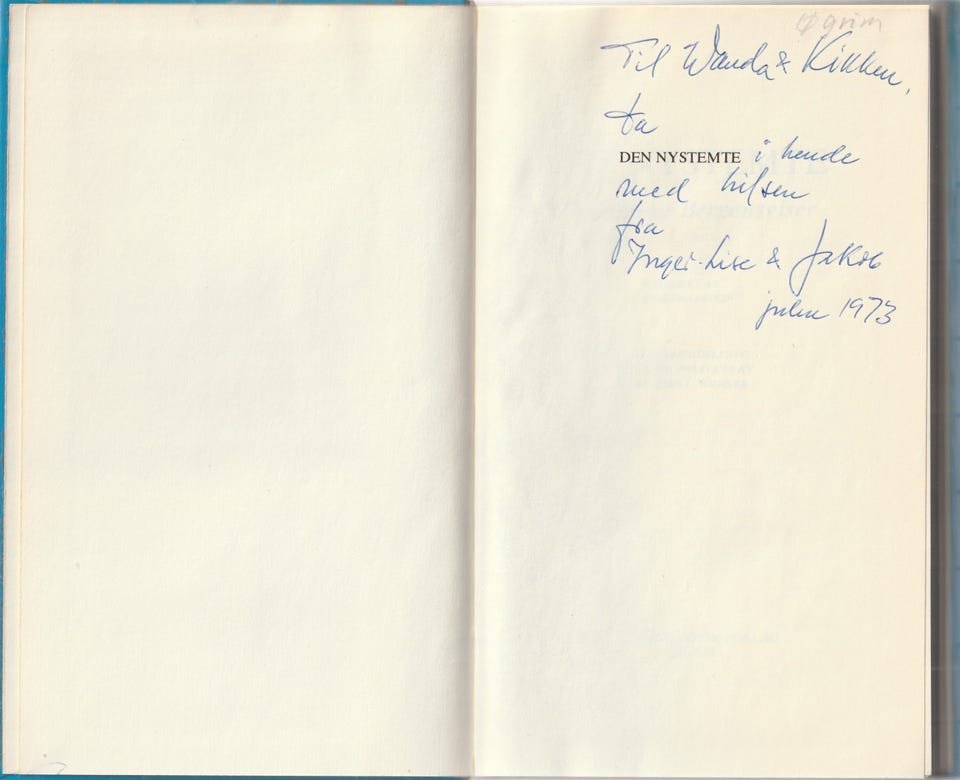 Øgrim
Til Wanda & Kikken,
ta
DEN NYSTEMTE i hende
med hilsen
fra
Inger-Lise & Jakob
julen 1973